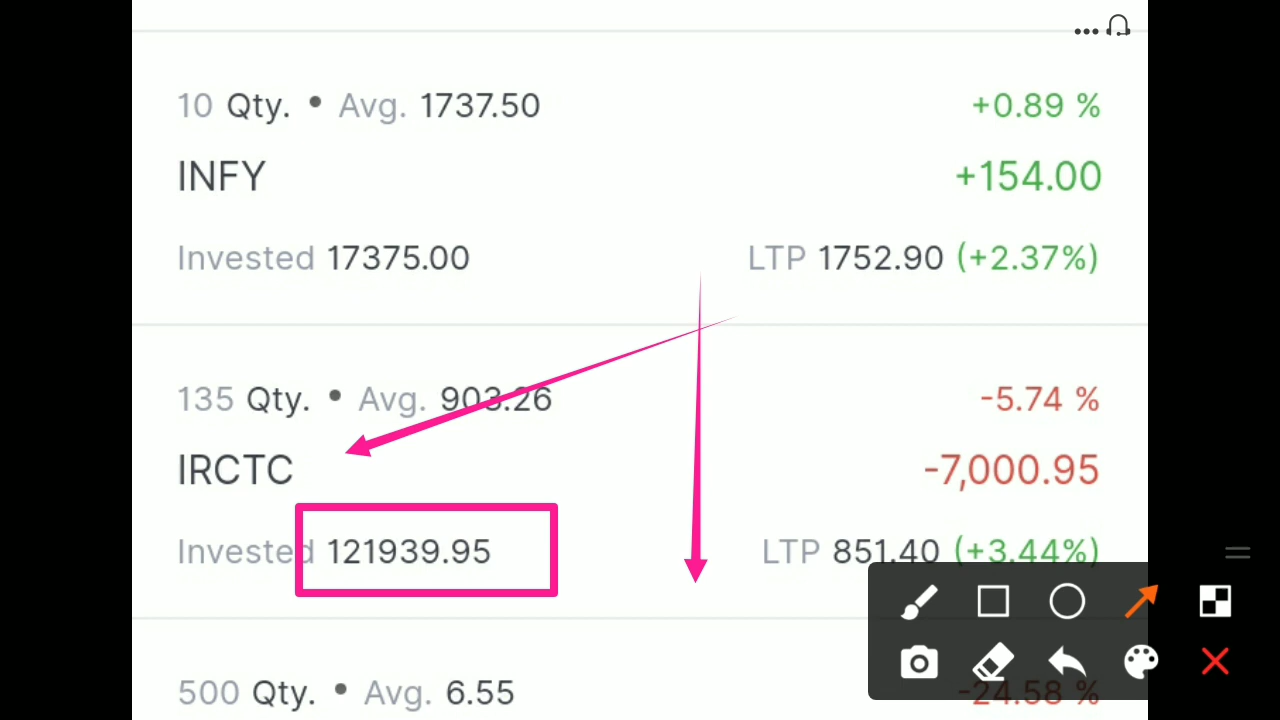 10 Qty. • Avg. 1737.50 +0.89 %
INFY +154.00
Invested 17375.00 LTP 1752.90 (+2.37%)
135 Qty. • Avg. 903.26 -5.74 %
IRCTC -7,000.95
Invested 121939.95 LTP 851.40 (+3.44%)
500 Qty. • Avg. 6.55 -24.58 %